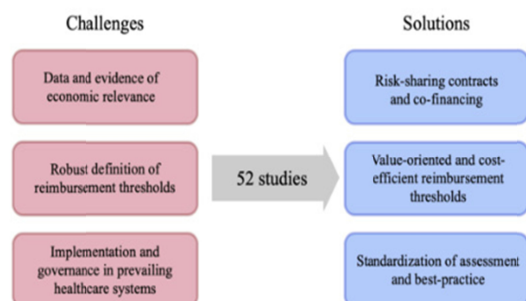 Challenges
Data and evidence of
economic relevance
Robust definition of
reimbursement thresholds
Implementation and
governance in prevailing
healthcare systems
52 studies
Solutions
Risk-sharing contracts
and co-financing
Value-oriented and cost-
efficient reimbursement
thresholds
Standardization of assessment
and best-practice